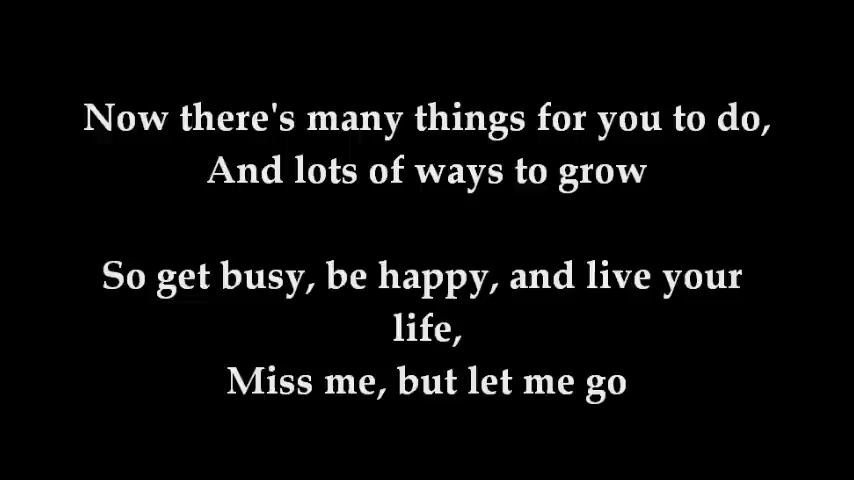 Now there's many things for you to do,
And lots of ways to grow
So get busy, be happy, and live your
life,
Miss me, but let me go